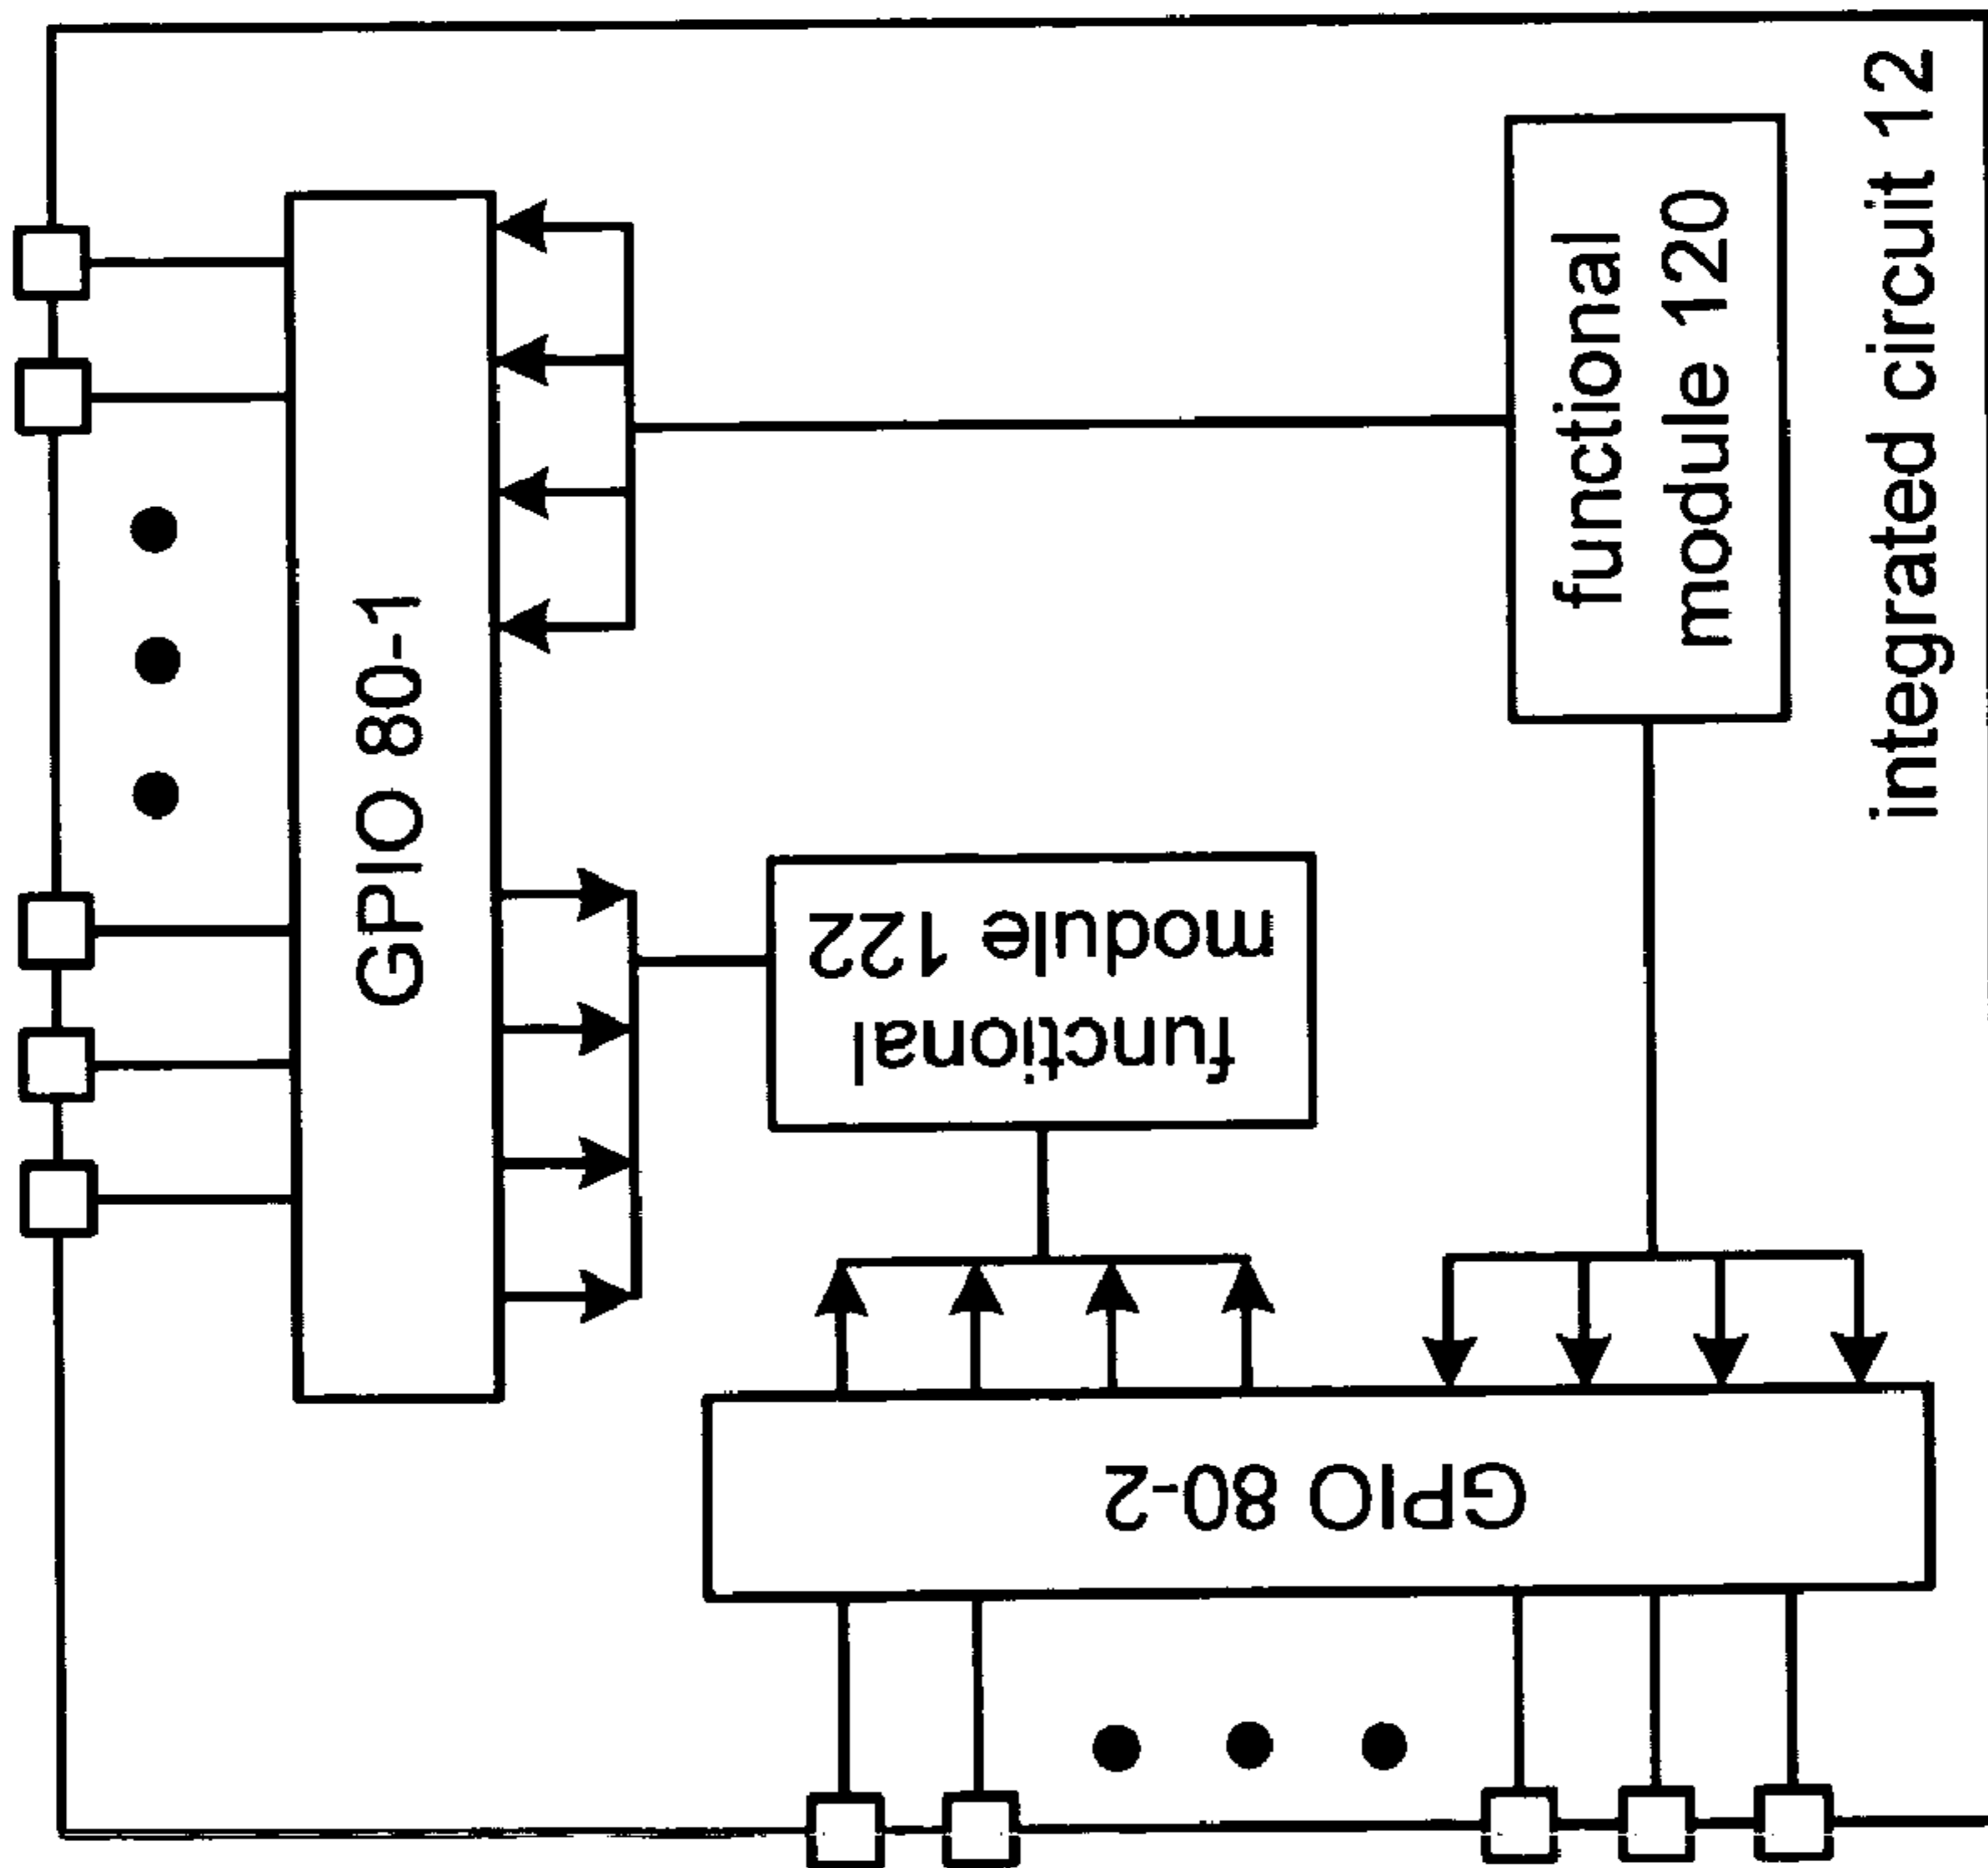 GPIO 80-1
functional
module 122
functional
module 120
GPIO 80-2
integrated circuit 12